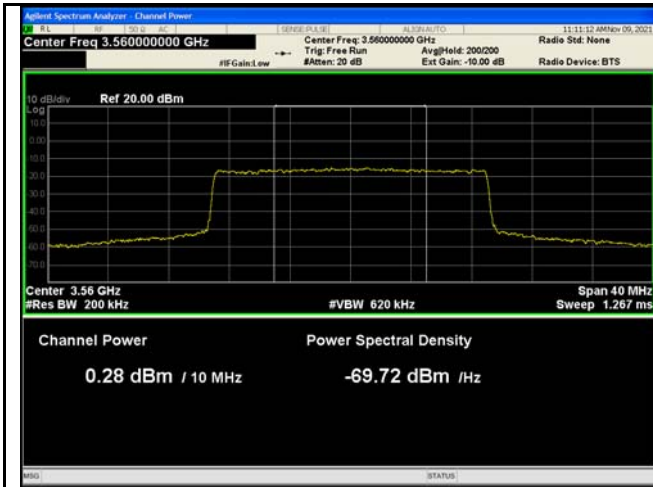 Agilent Spectrum Analyzer - Channel Power
RL RF 50 Ω AC SENSE:PULSE ALIGNAUTO 11:11:12 AM Nov 09, 2021
Center Freq 3.560000000 GHz
Center Freq: 3.560000000 GHz Radio Std: None
Trig: Free Run Avg|Hold: 200/200
#IFGain:Low #Atten: 20 dB Ext Gain: -10.00 dB Radio Device: BTS
10 dB/div Ref 20.00 dBm
Log
10.0
0.00
10.0
20.0
30.0
40.0
50.0
60.0
70.0
Center 3.56 GHz Span 40 MHz
#Res BW 200 kHz #VBW 620 kHz Sweep 1.267 ms
Channel Power Power Spectral Density
0.28 dBm / 10 MHz -69.72 dBm /Hz
MSG STATUS